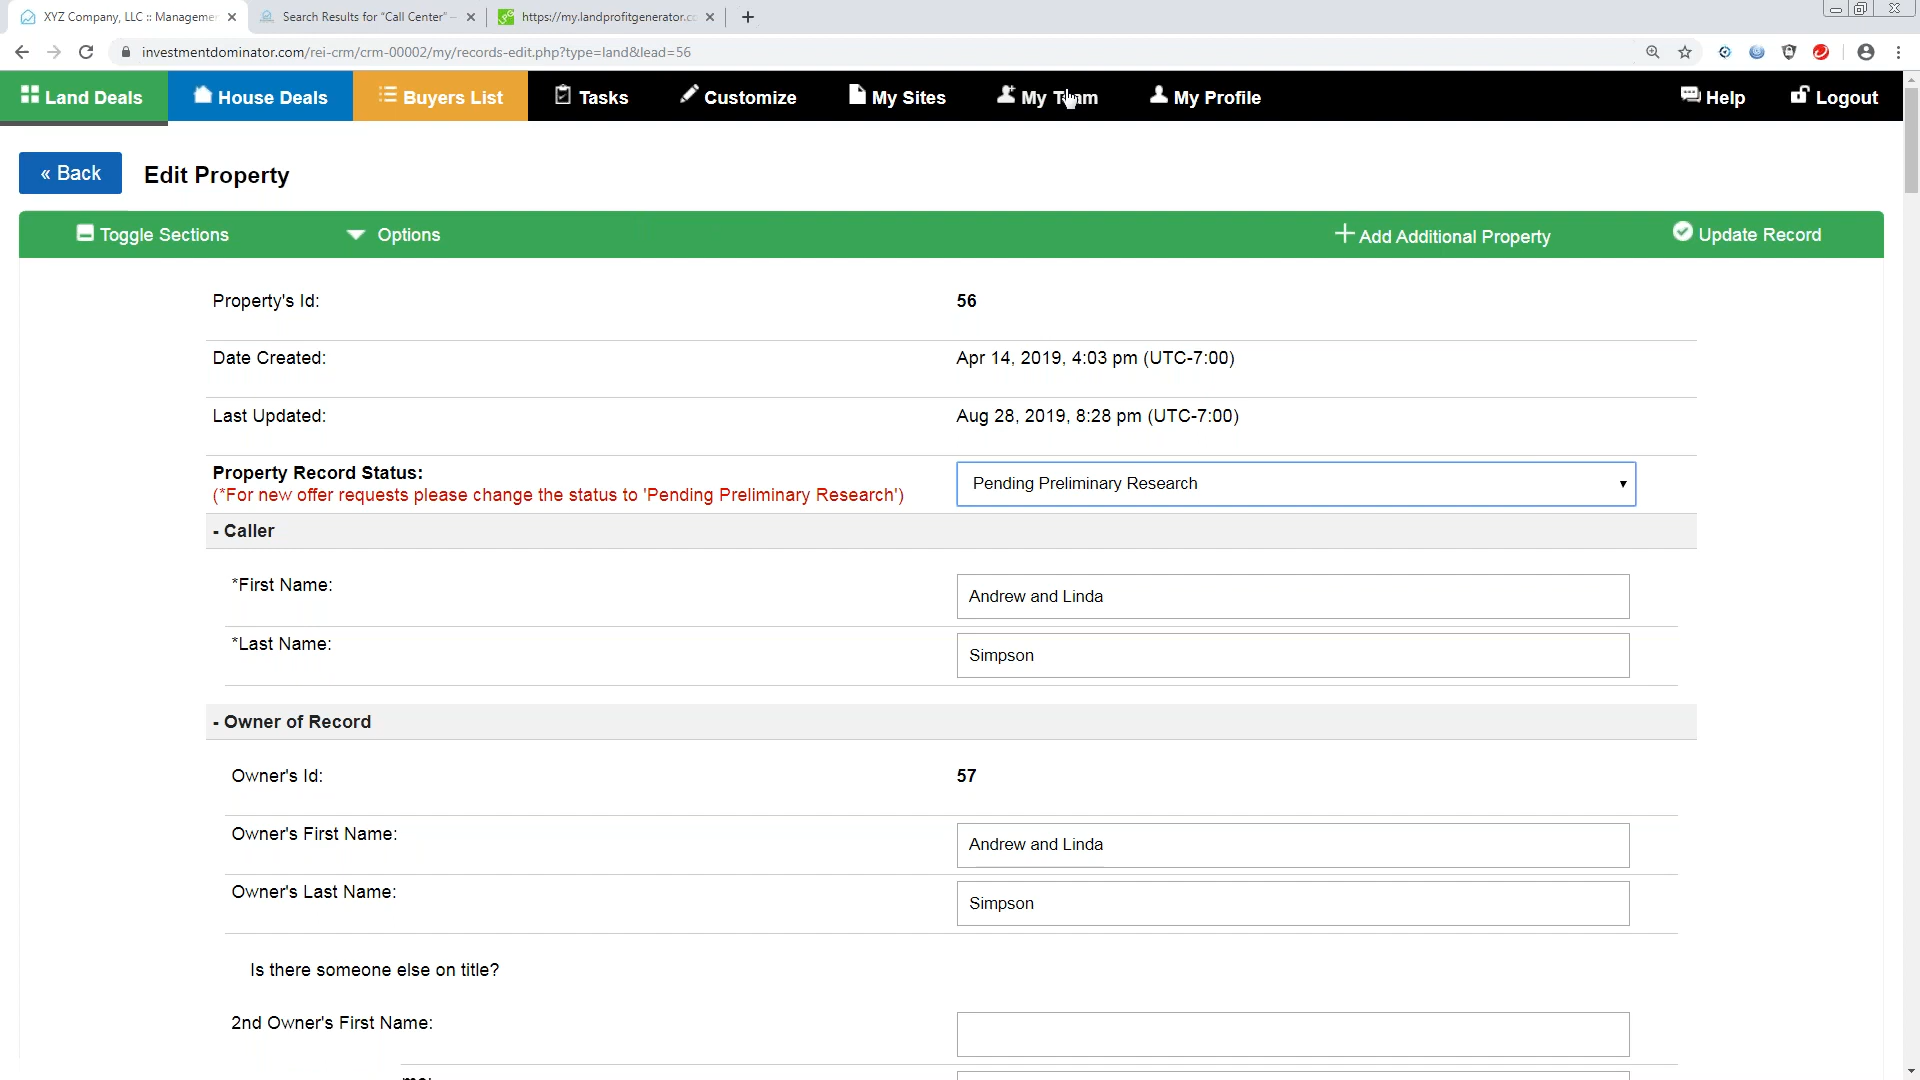 XYZ Company, LLC :: Managemen
Search Results for "Call Center" –
https://my.landprofitgenerator.co
investmentdominator.com/rei-crm/crm-00002/my/records-edit.php?type=land&lead=56
Land Deals
House Deals
Buyers List
Tasks
Customize
My Sites
My Team
My Profile
Help
Logout
« Back
Edit Property
Toggle Sections
Options
Add Additional Property
Update Record
Property's Id:
56
Date Created:
Apr 14, 2019, 4:03 pm (UTC-7:00)
Last Updated:
Aug 28, 2019, 8:28 pm (UTC-7:00)
Property Record Status:
(*For new offer requests please change the status to 'Pending Preliminary Research')
Pending Preliminary Research
- Caller
*First Name:
Andrew and Linda
*Last Name:
Simpson
- Owner of Record
Owner's Id:
57
Owner's First Name:
Andrew and Linda
Owner's Last Name:
Simpson
Is there someone else on title?
2nd Owner's First Name: